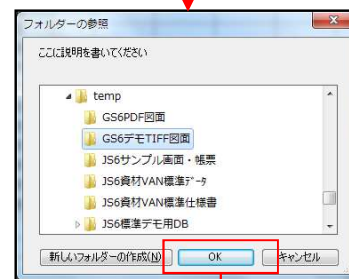 フォルダーの参照
ここに説明を書いてください
temp
GS6PDF図面
GS6デモTIFF図面
JS6サンプル画面・帳票
JS6資材VAN標準ﾃﾞｰﾀ
JS6資材VAN標準仕様書
JS6標準デモ用DB
新しいフォルダーの作成(N)
OK
キャンセル